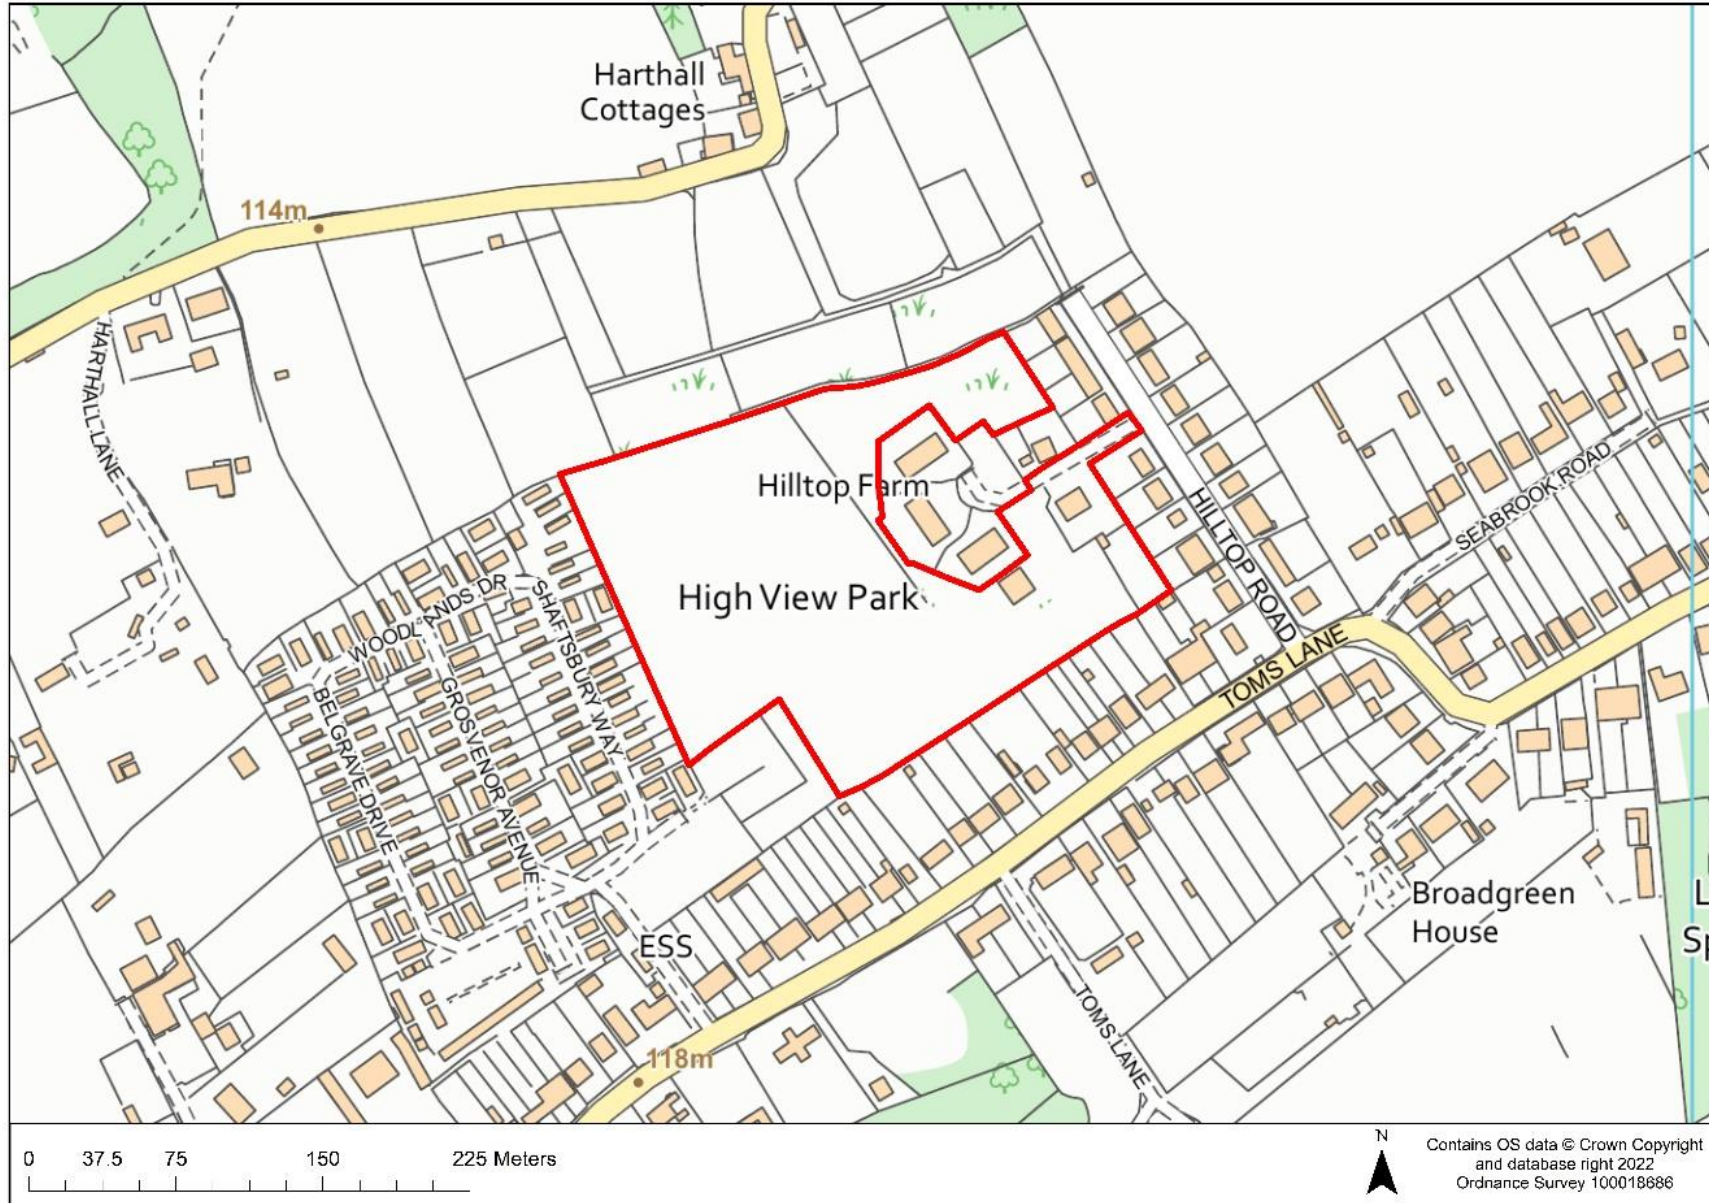 Harthall
Cottages
114m
HARTHALL LANE
Hilltop Farm
High View Park
HILLTOP ROAD
SEABROOK ROAD
TOMS LANE
WOODLANDS DR
SHAFTSBURY WAY
BELGRAVE DRIVE
GROSVENOR AVENUE
ESS
Broadgreen
House
L
Sp
TOMS LANE
118m
0 37.5 75 150 225 Meters
N
Contains OS data © Crown Copyright
and database right 2022
Ordnance Survey 100018686